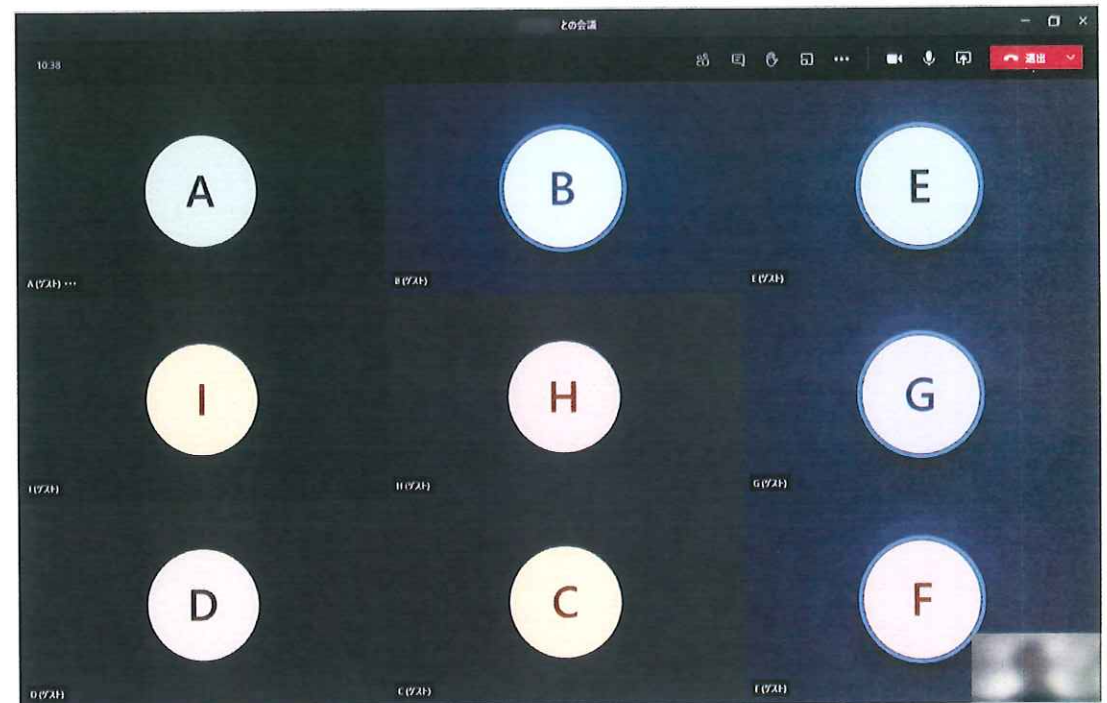 との会議
10:38
退出
A B E
A (ゲスト) ••• B (ゲスト) E (ゲスト)
I H G
I (ゲスト) H (ゲスト) G (ゲスト)
D C F
D (ゲスト) C (ゲスト) F (ゲスト)